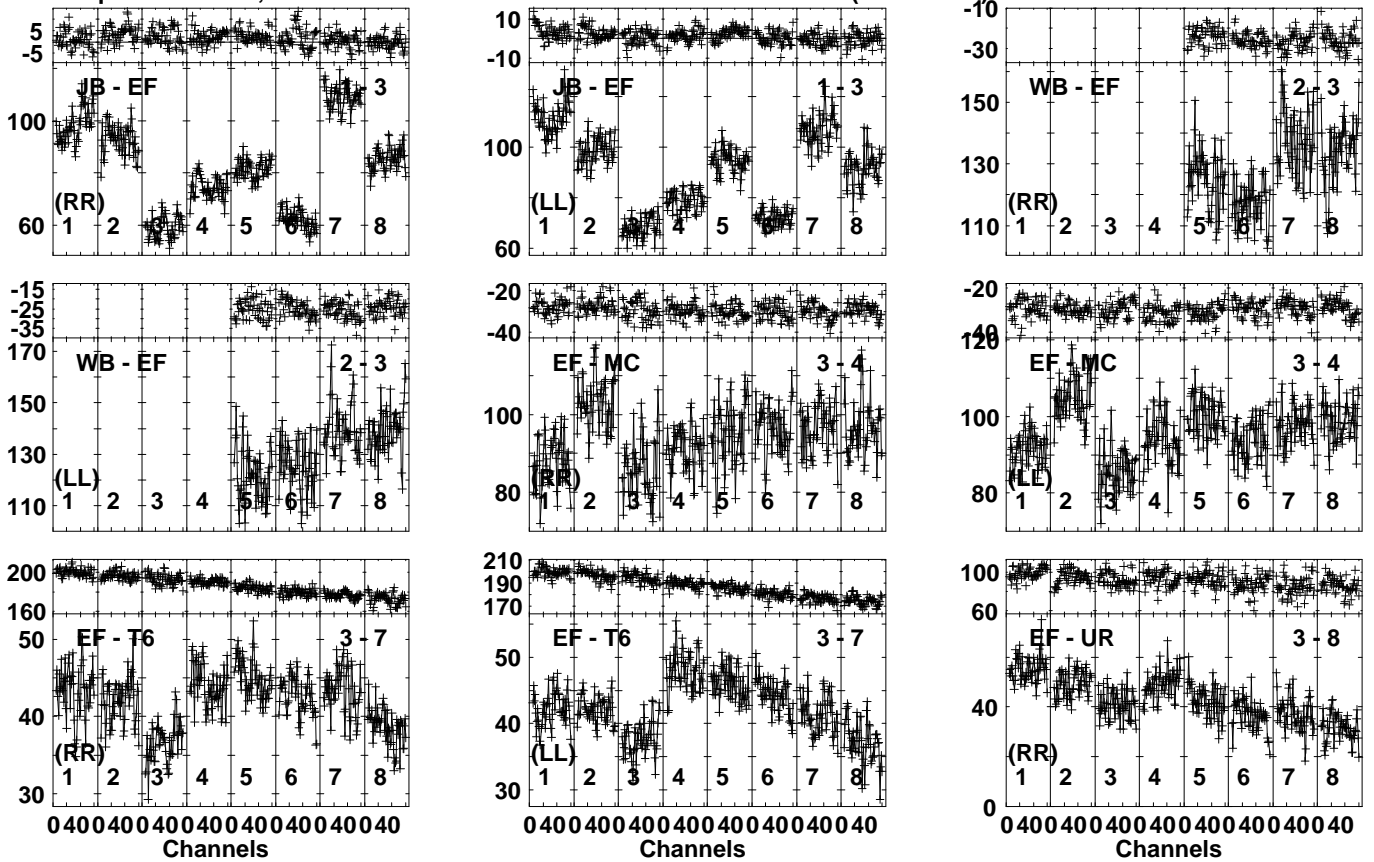 5
-5
JB - EF 1 - 3
100
60
(RR)
1 2 3 4 5 6 7 8
10
-10
JB - EF 1 - 3
100
60
(LL)
1 2 3 4 5 6 7 8
-10
-30
WB - EF 2 - 3
150
130
110
(RR)
1 2 3 4 5 6 7 8
-15
-25
-35
WB - EF 2 - 3
170
150
130
110
(LL)
1 2 3 4 5 6 7 8
-20
-40
EF - MC 3 - 4
100
80
(RR)
1 2 3 4 5 6 7 8
-20
-40
120
EF - MC 3 - 4
100
80
(LL)
1 2 3 4 5 6 7 8
200
160
EF - T6 3 - 7
50
40
30
(RR)
1 2 3 4 5 6 7 8
0 40 0 40 0 40 0 40 0 40 0 40 0 40 0 40
Channels
210
190
170
EF - T6 3 - 7
50
40
30
(LL)
1 2 3 4 5 6 7 8
0 40 0 40 0 40 0 40 0 40 0 40 0 40 0 40
Channels
100
60
EF - UR 3 - 8
40
0
(RR)
1 2 3 4 5 6 7 8
0 40 0 40 0 40 0 40 0 40 0 40 0 40 0 40
Channels